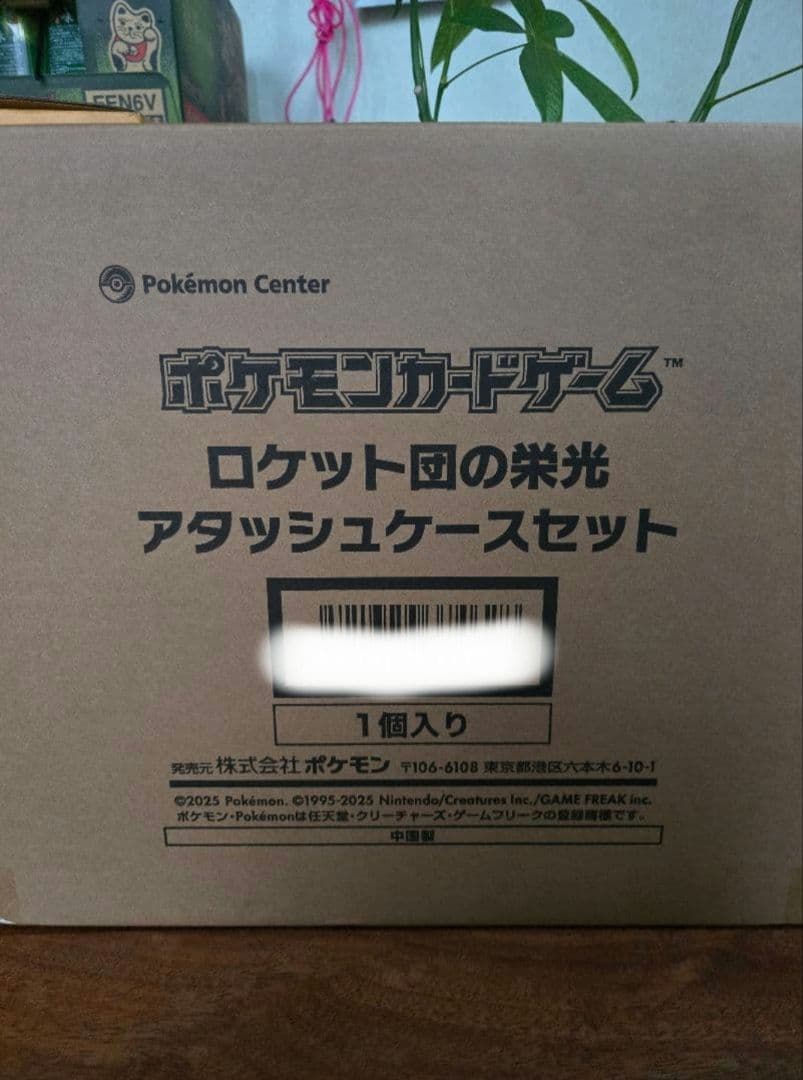 EEN6V
Pokémon Center
ポケモンカードゲーム™
ロケット団の栄光
アタッシュケースセット
1個入り
発売元 株式会社ポケモン 〒106-6108 東京都港区六本木6-10-1
©2025 Pokémon. ©1995-2025 Nintendo/Creatures Inc./GAME FREAK inc.
ポケモン・Pokémonは任天堂・クリーチャーズ・ゲームフリークの登録商標です。
中国製